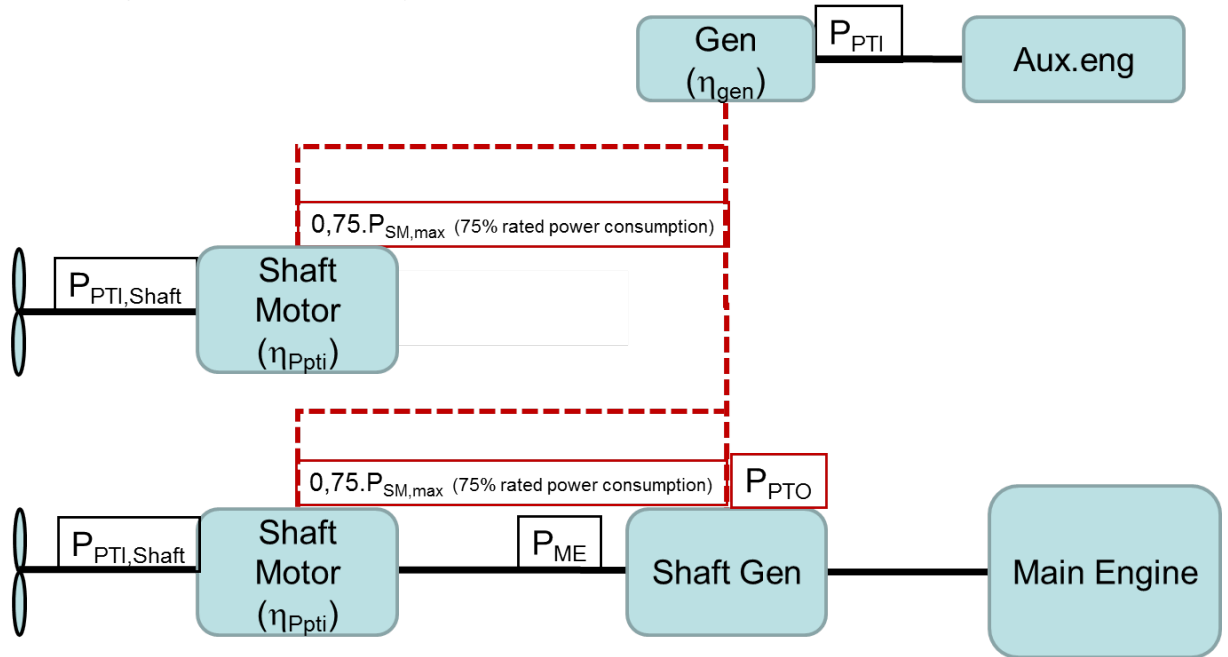 Gen
(ηgen)
PPTI
Aux.eng
0,75.PSM,max (75% rated power consumption)
PPTI,Shaft
Shaft
Motor
(ηPpti)
0,75.PSM,max (75% rated power consumption)
PPTO
PPTI,Shaft
Shaft
Motor
(ηPpti)
PME
Shaft Gen
Main Engine